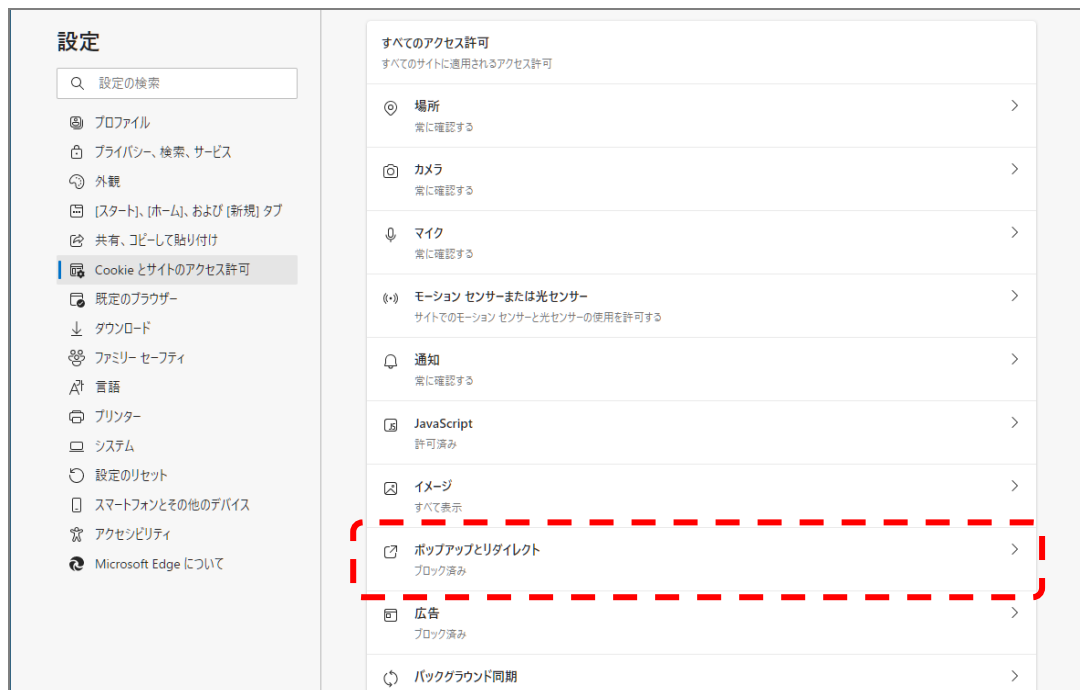 設定
設定の検索
プロファイル
プライバシー、検索、サービス
外観
[スタート]、[ホーム]、および [新規] タブ
共有、コピーして貼り付け
Cookie とサイトのアクセス許可
既定のブラウザー
ダウンロード
ファミリー セーフティ
言語
プリンター
システム
設定のリセット
スマートフォンとその他のデバイス
アクセシビリティ
Microsoft Edge について
すべてのアクセス許可
すべてのサイトに適用されるアクセス許可
場所
常に確認する
カメラ
常に確認する
マイク
常に確認する
モーション センサーまたは光センサー
サイトでのモーション センサーと光センサーの使用を許可する
通知
常に確認する
JavaScript
許可済み
イメージ
すべて表示
ポップアップとリダイレクト
ブロック済み
広告
ブロック済み
バックグラウンド同期